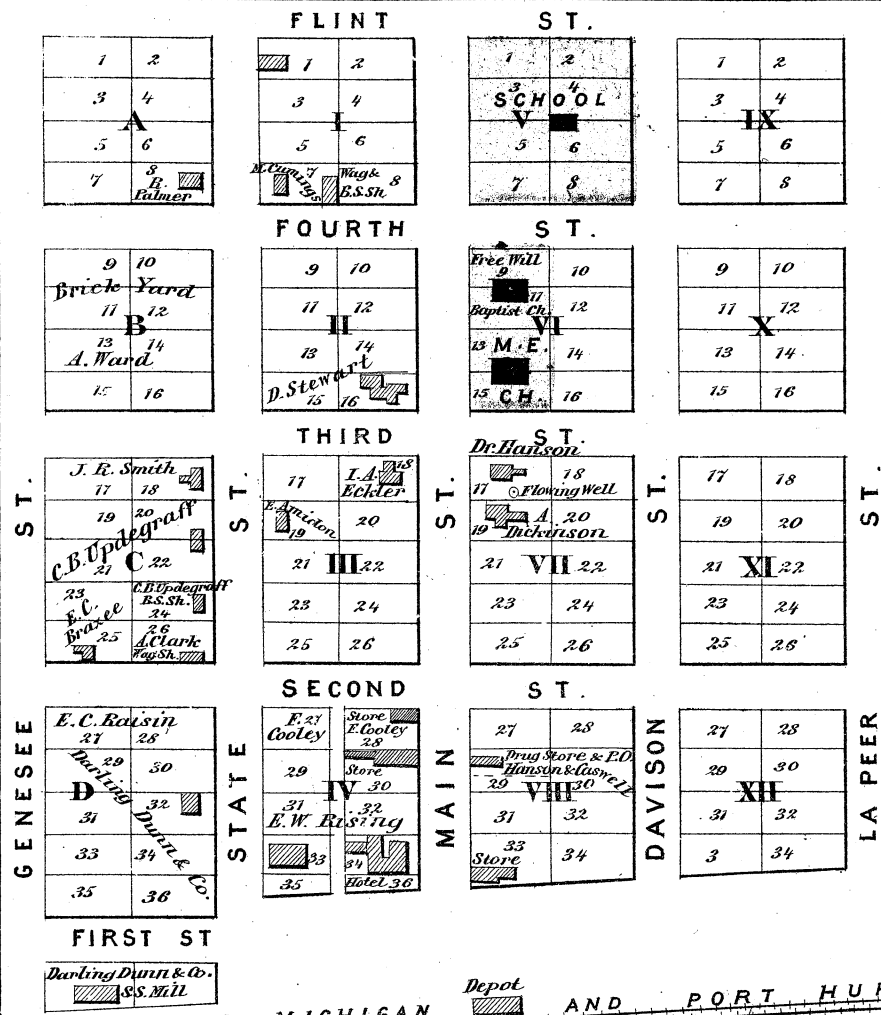 FLINT ST.
1 2
3 4
A
5 6
7 8
R.
Palmer
1 2
3 4
I
5 6
M. Cumings 7
Wag &
B.S.Sh 8
1 2
3 4
SCHOOL
V
5 6
7 8
1 2
3 4
IX
5 6
7 8
FOURTH ST.
9 10
Brick Yard
11 12
B
13 14
A. Ward
15 16
9 10
11 12
II
13 14
D. Stewart
15 16
Free Will
9 10
11 12
Baptist Ch.
VI
13 M.E. 14
15 CH. 16
9 10
11 12
X
13 14
15 16
THIRD ST.
J. R. Smith
17 18
19 20
C.B. Updegraff
21 C 22
23 C.B. Updegraff
B.S.Sh.
24
E.C.
Braxee
25 26
A. Clark
Wag. Sh.
17 18
I.A.
Eckler
E. Amidon
19 20
21 III 22
23 24
25 26
Dr. Hanson
17 18
Flowing Well
A.
19 20
Dickinson
21 VII 22
23 24
25 26
17 18
19 20
21 XI 22
23 24
25 26
SECOND ST.
E.C. Raisin
27 28
29 30
Darling Dunn & Co.
D
31 32
33 34
35 36
F. 27
Cooley
Store
F. Cooley
28
29 Store
30
IV
31 32
E.W. Rising
33 34
35 Hotel 36
27 28
Drug Store & P.O.
Hanson & Caswell
29 30
VIII
31 32
33 34
Store
27 28
29 30
XII
31 32
3 34
GENESEE ST.
STATE ST.
MAIN ST.
DAVISON ST.
LA PEER ST.
FIRST ST
Darling Dunn & Co.
S.S. Mill
Depot
MICHIGAN AND PORT HU